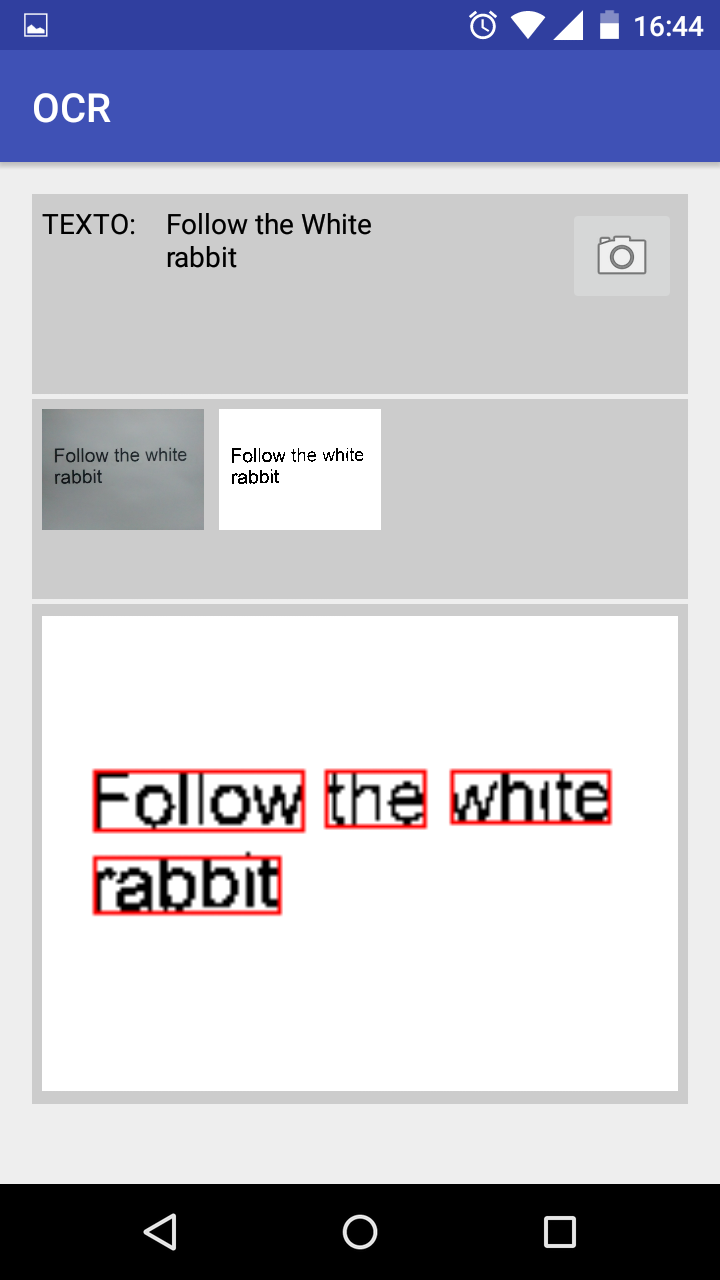 16:44
OCR
TEXTO: Follow the White
rabbit
Follow the white
rabbit
Follow the white
rabbit
Follow the white
rabbit